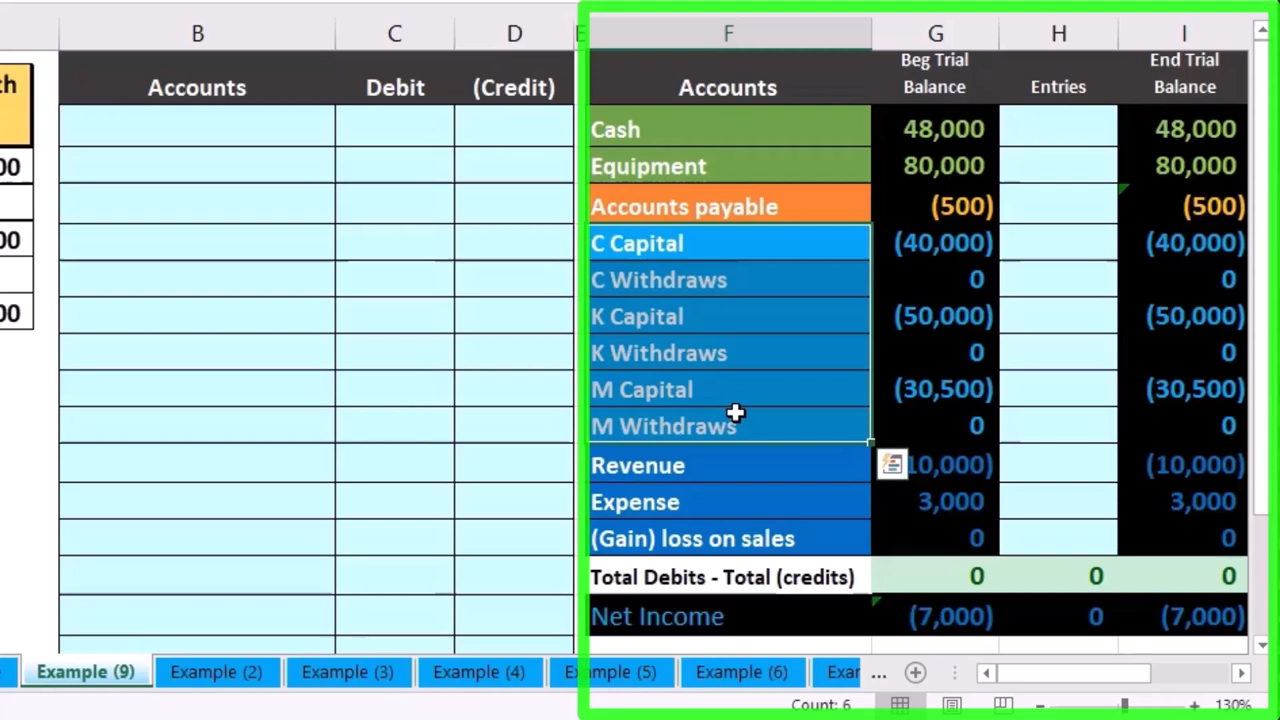 B C D E F G H I
th
Accounts Debit (Credit) Accounts Beg Trial Balance Entries End Trial Balance
Cash 48,000 48,000
00 Equipment 80,000 80,000
Accounts payable (500) (500)
00 C Capital (40,000) (40,000)
C Withdraws 0 0
00 K Capital (50,000) (50,000)
K Withdraws 0 0
M Capital (30,500) (30,500)
M Withdraws 0 0
Revenue 10,000) (10,000)
Expense 3,000 3,000
(Gain) loss on sales 0 0
Total Debits - Total (credits) 0 0 0
Net Income (7,000) 0 (7,000)
Example (9) Example (2) Example (3) Example (4) Example (5) Example (6) Exar ...
Count: 6 130%